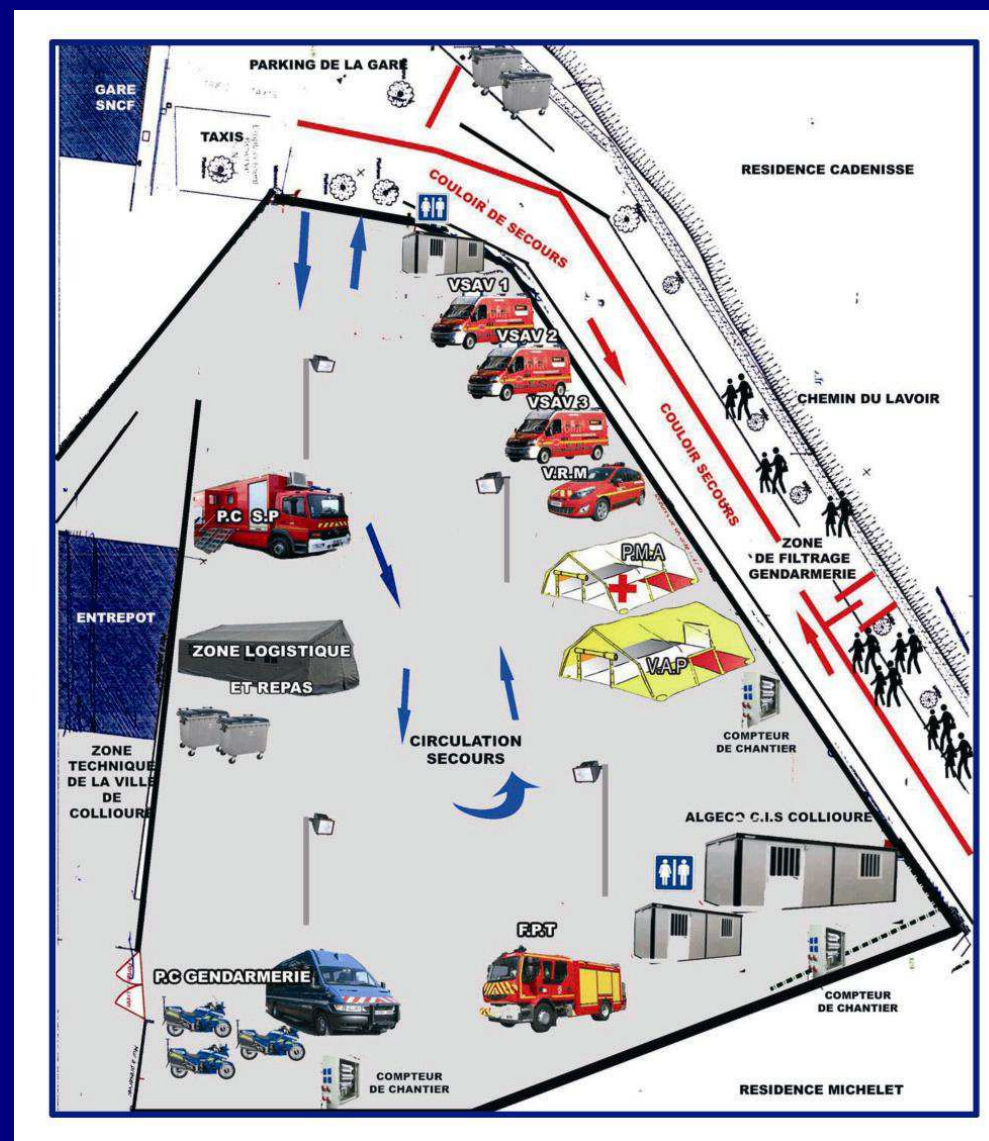 PARKING DE LA GARE
GARE
SNCF
TAXIS
RESIDENCE CADENISSE
COULOIR DE SECOURS
VSAV 1
VSAV 2
VSAV 3
CHEMIN DU LAVOIR
COULOIR SECOURS
V.R.M
P.C S.P
ZONE
DE FILTRAGE
GENDARMERIE
P.M.A
ENTREPOT
ZONE LOGISTIQUE
ET REPAS
V.A.P
COMPTEUR
DE CHANTIER
CIRCULATION
SECOURS
ZONE
TECHNIQUE
DE LA VILLE
DE
COLLIOURE
ALGECO C.I.S COLLIOURE
F.P.T
P.C GENDARMERIE
COMPTEUR
DE CHANTIER
COMPTEUR
DE CHANTIER
RESIDENCE MICHELET